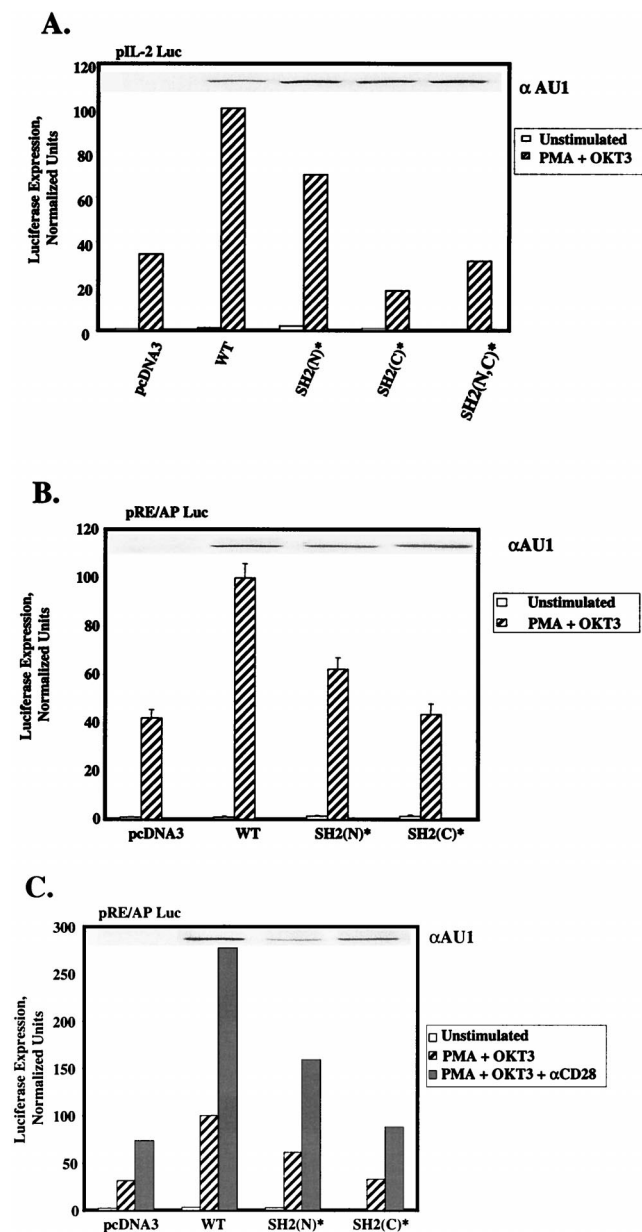 A.
pIL-2 Luc
120
100
80
60
40
20
0
Luciferase Expression,
Normalized Units
α AU1
Unstimulated
PMA + OKT3
pcDNA3
WT
SH2(N)*
SH2(C)*
SH2(N,C)*
B.
pRE/AP Luc
120
100
80
60
40
20
0
Luciferase Expression,
Normalized Units
αAU1
Unstimulated
PMA + OKT3
pcDNA3
WT
SH2(N)*
SH2(C)*
C.
pRE/AP Luc
300
250
200
150
100
50
0
Luciferase Expression,
Normalized Units
αAU1
Unstimulated
PMA + OKT3
PMA + OKT3 + αCD28
pcDNA3
WT
SH2(N)*
SH2(C)*